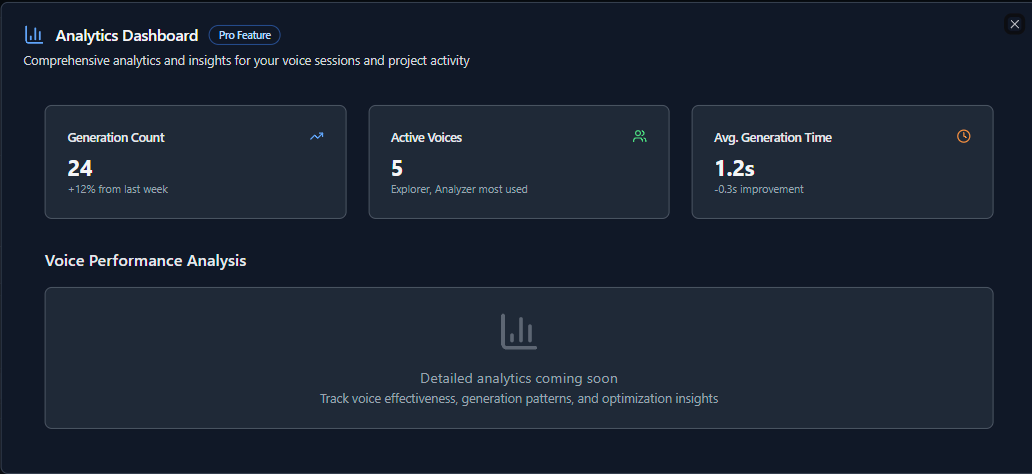 Analytics Dashboard Pro Feature
Comprehensive analytics and insights for your voice sessions and project activity
Generation Count
24
+12% from last week
Active Voices
5
Explorer, Analyzer most used
Avg. Generation Time
1.2s
-0.3s improvement
Voice Performance Analysis
Detailed analytics coming soon
Track voice effectiveness, generation patterns, and optimization insights